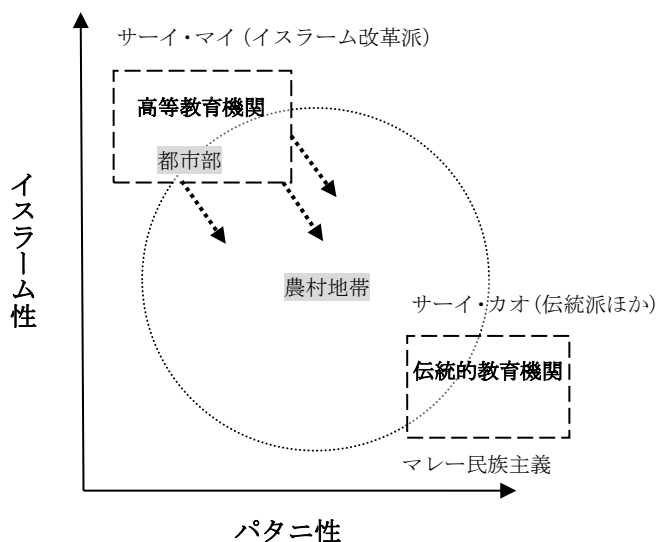 サーイ・マイ（イスラーム改革派）
高等教育機関
都市部
イスラーム性
農村地帯
サーイ・カオ（伝統派ほか）
伝統的教育機関
マレー民族主義
パタニ性